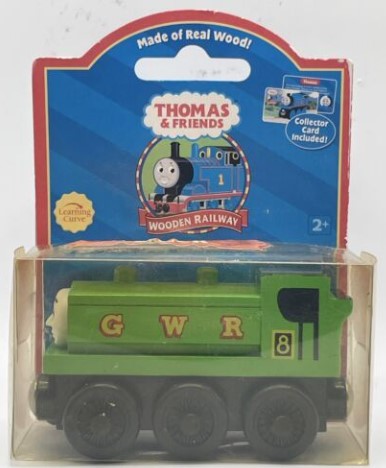 Made of Real Wood!
THOMAS
& FRIENDS
Collector
Card
Included!
1
WOODEN RAILWAY
Learning
Curve
2+
G W R
8